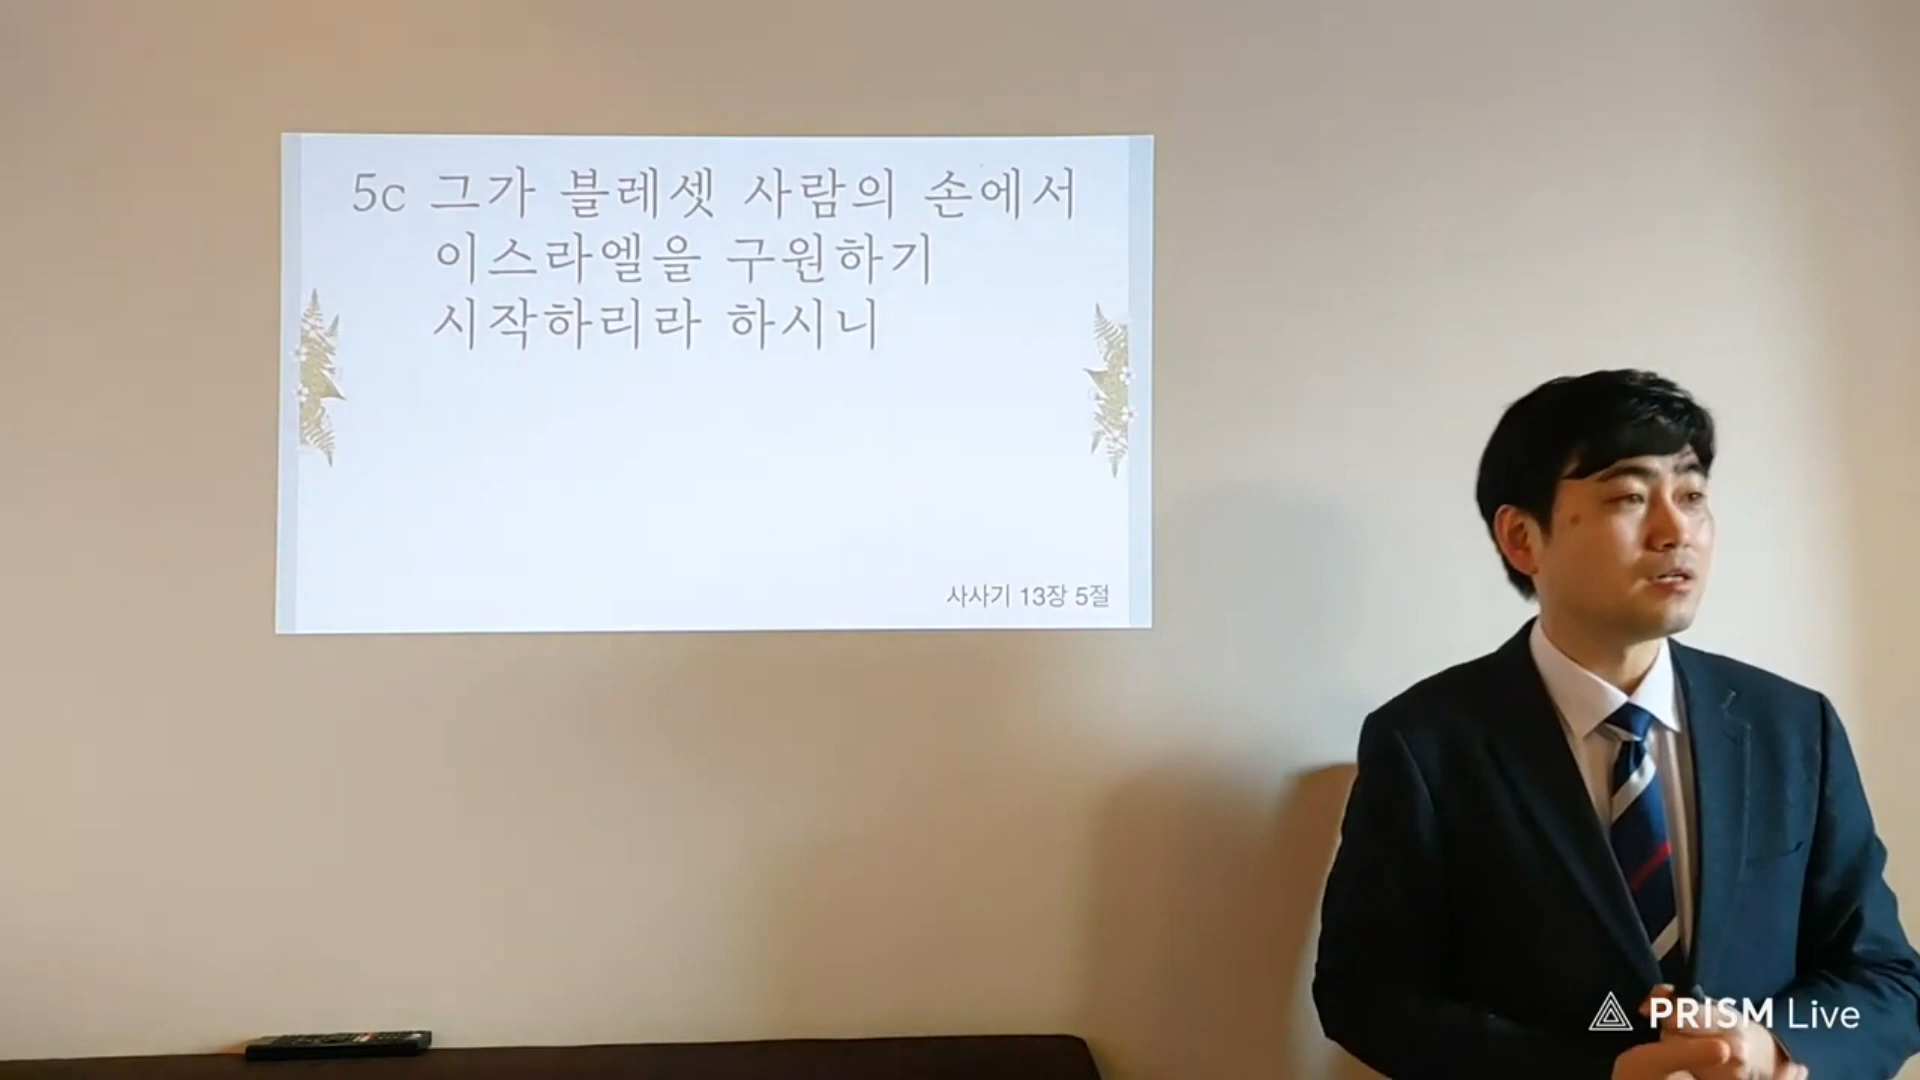 5c 그가 블레셋 사람의 손에서
이스라엘을 구원하기
시작하리라 하시니
사사기 13장 5절
PRISM Live